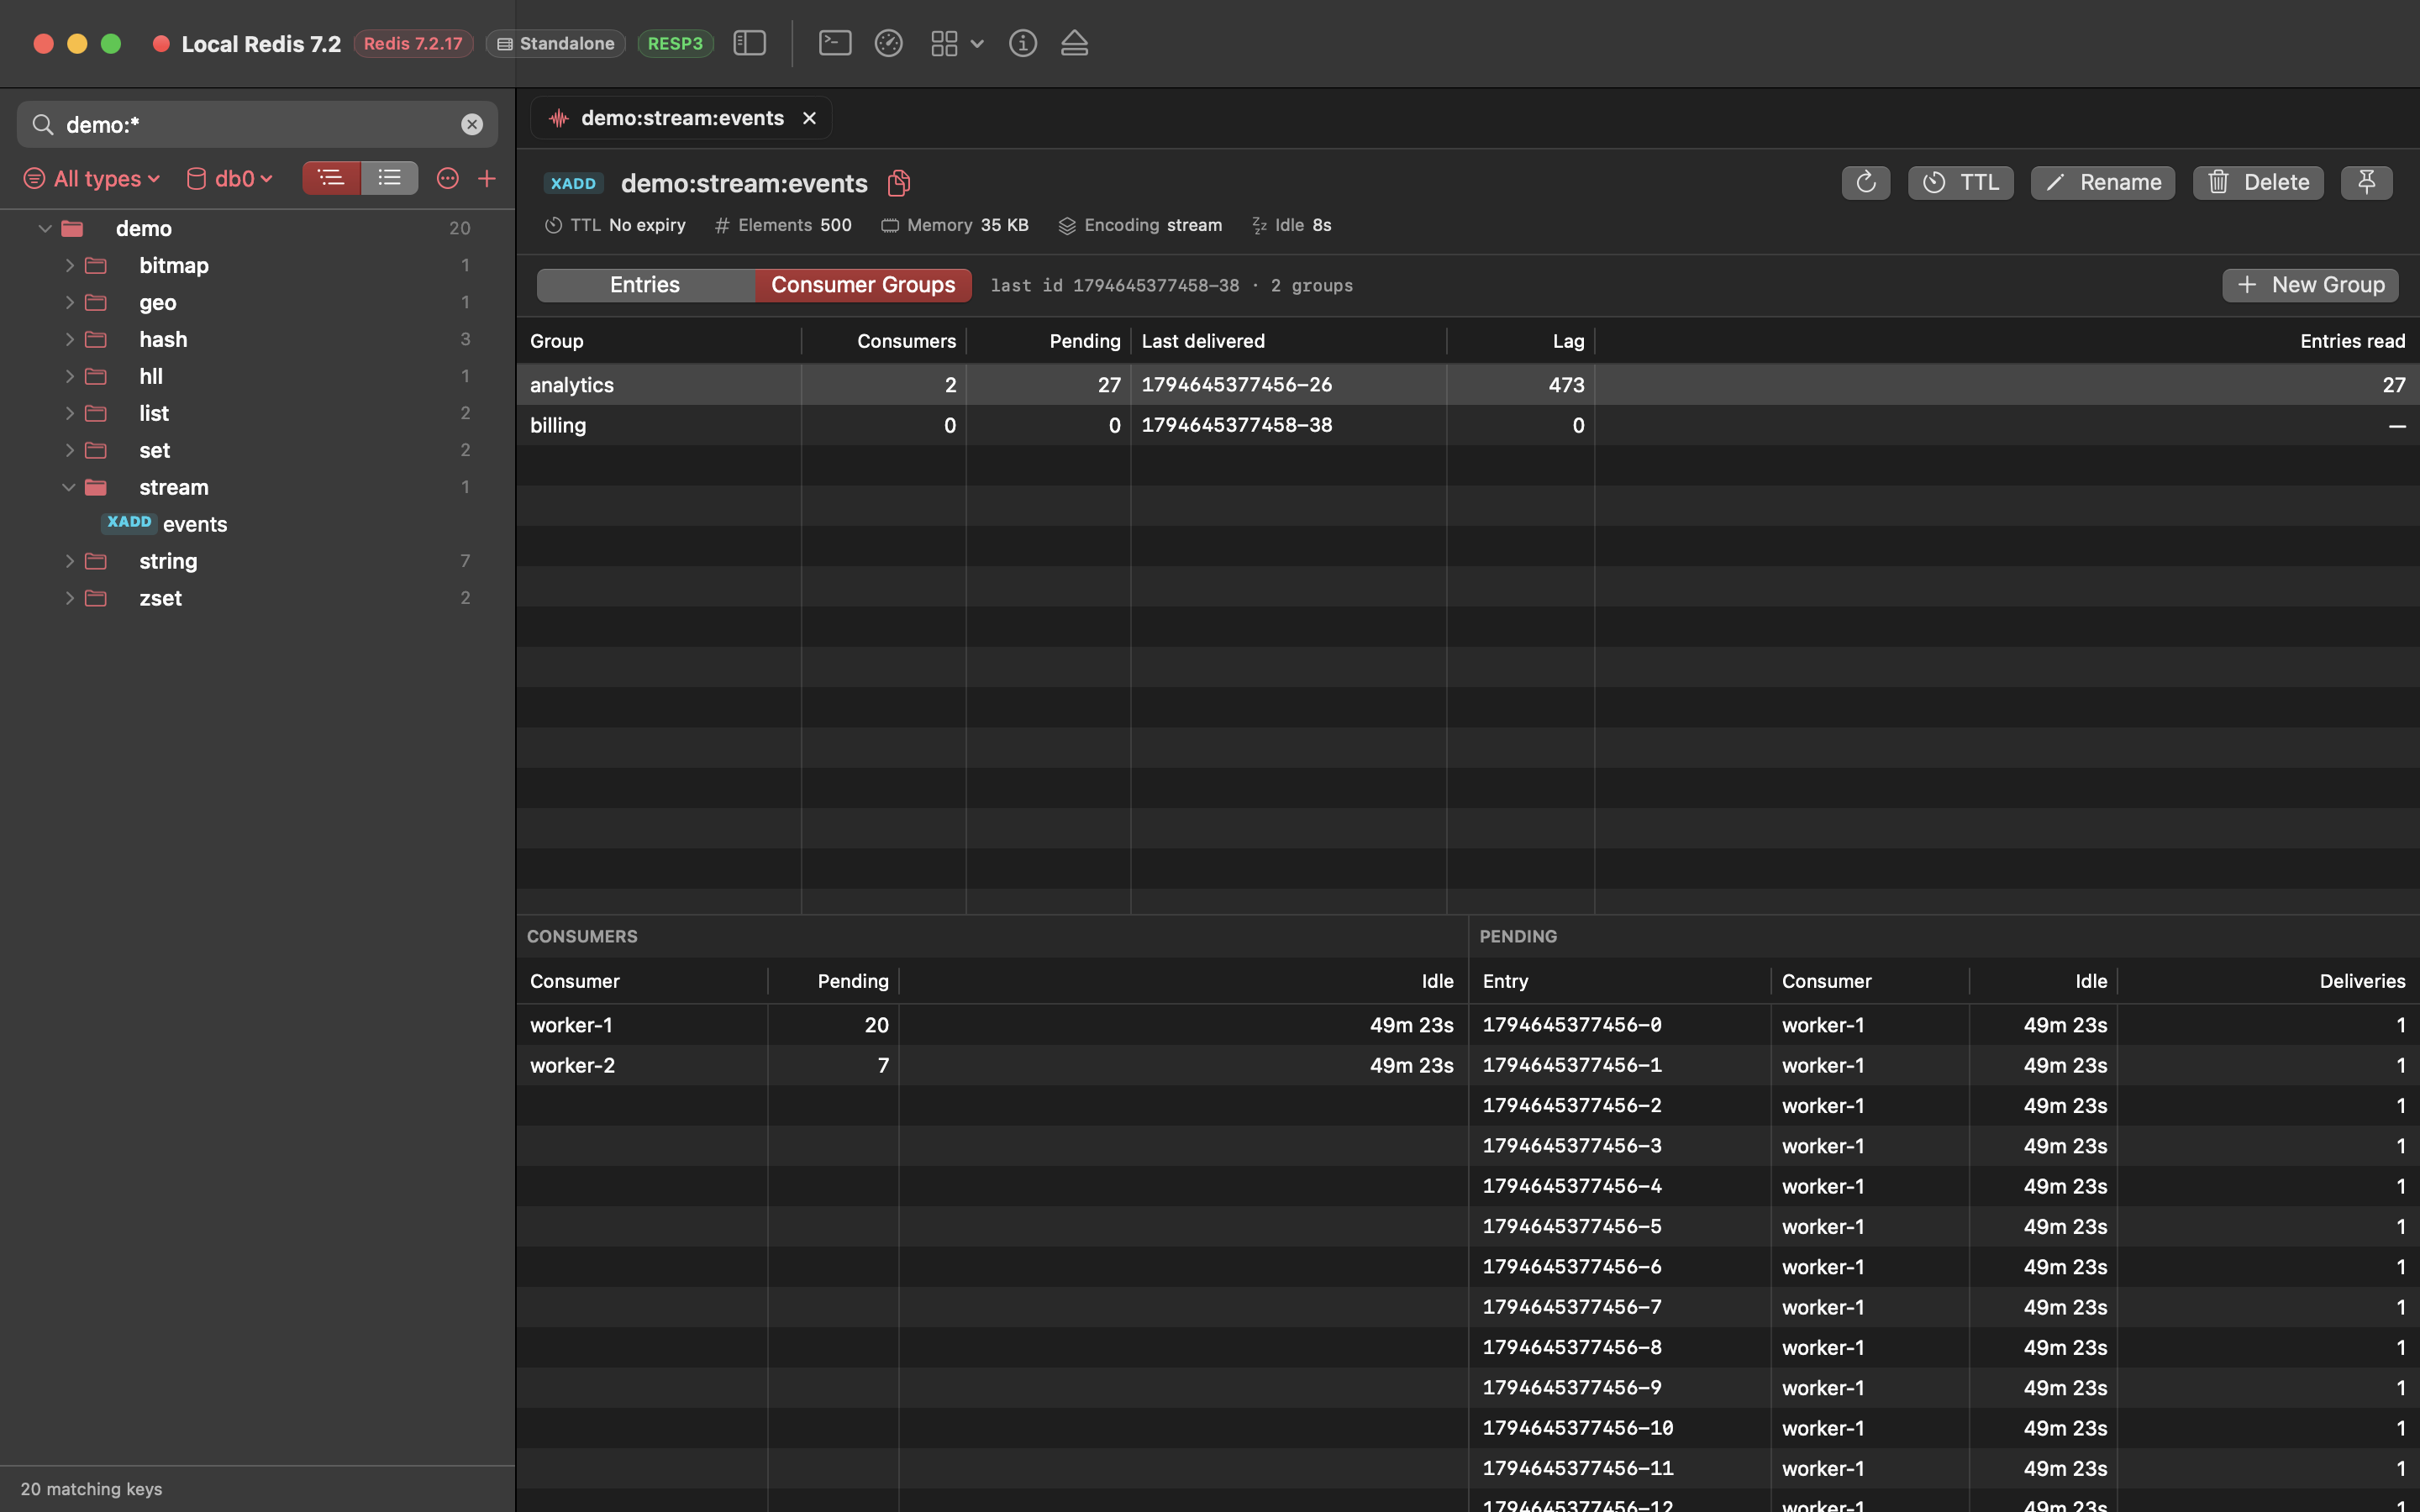 Local Redis 7.2 Redis 7.2.17 Standalone RESP3
demo:*
All types db0
demo 20
bitmap 1
geo 1
hash 3
hll 1
list 2
set 2
stream 1
XADD events
string 7
zset 2
20 matching keys
demo:stream:events
XADD demo:stream:events
TTL Rename Delete
TTL No expiry # Elements 500 Memory 35 KB Encoding stream Idle 8s
Entries Consumer Groups last id 1794645377458-38 · 2 groups + New Group
Group Consumers Pending Last delivered Lag Entries read
analytics 2 27 1794645377456-26 473 27
billing 0 0 1794645377458-38 0 —
CONSUMERS
Consumer Pending Idle
worker-1 20 49m 23s
worker-2 7 49m 23s
PENDING
Entry Consumer Idle Deliveries
1794645377456-0 worker-1 49m 23s 1
1794645377456-1 worker-1 49m 23s 1
1794645377456-2 worker-1 49m 23s 1
1794645377456-3 worker-1 49m 23s 1
1794645377456-4 worker-1 49m 23s 1
1794645377456-5 worker-1 49m 23s 1
1794645377456-6 worker-1 49m 23s 1
1794645377456-7 worker-1 49m 23s 1
1794645377456-8 worker-1 49m 23s 1
1794645377456-9 worker-1 49m 23s 1
1794645377456-10 worker-1 49m 23s 1
1794645377456-11 worker-1 49m 23s 1
1794645377456-12 worker-1 49m 23s 1